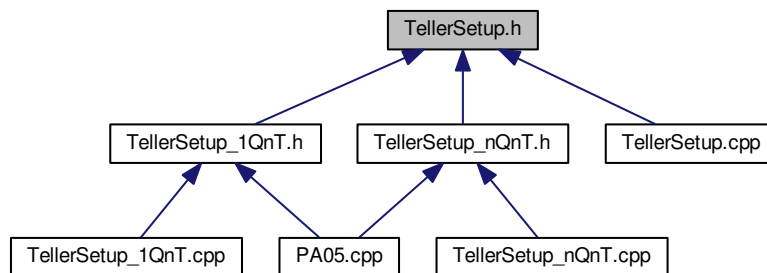 TellerSetup.h
TellerSetup_1QnT.h
TellerSetup_nQnT.h
TellerSetup.cpp
TellerSetup_1QnT.cpp
PA05.cpp
TellerSetup_nQnT.cpp